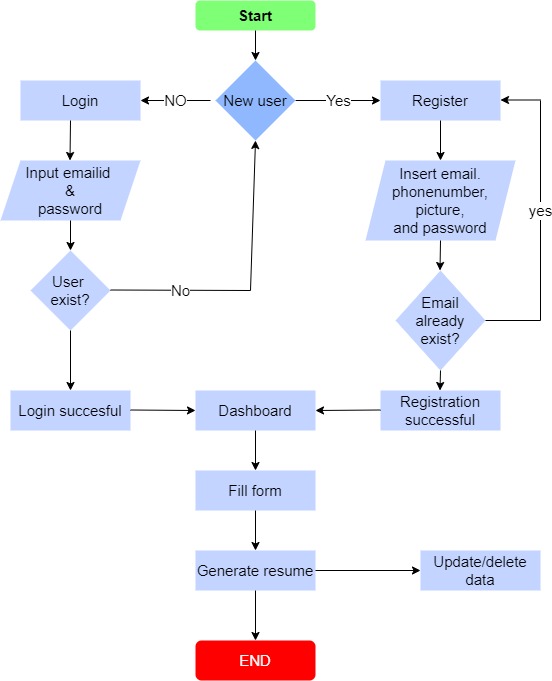 Start
Login
NO
New user
Yes
Register
Input emailid
&
password
Insert email.
phonenumber,
picture,
and password
yes
User
exist?
No
Email
already
exist?
Login succesful
Dashboard
Registration
successful
Fill form
Generate resume
Update/delete
data
END